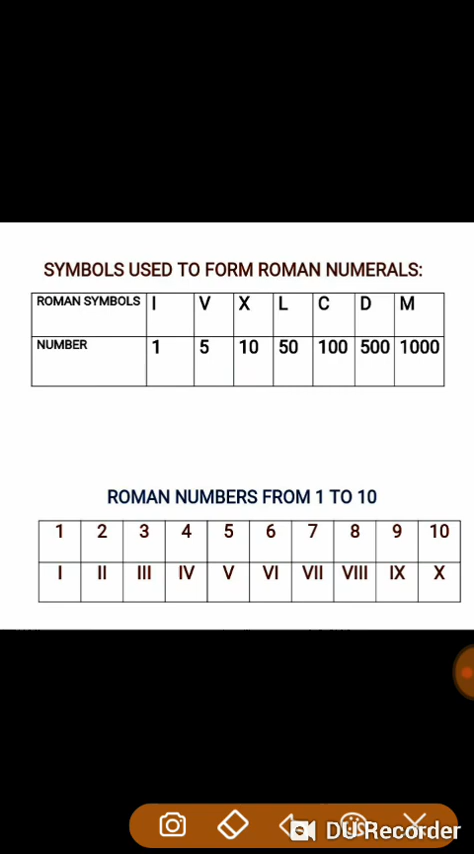 SYMBOLS USED TO FORM ROMAN NUMERALS:
ROMAN SYMBOLS I V X L C D M
NUMBER 1 5 10 50 100 500 1000
ROMAN NUMBERS FROM 1 TO 10
1 2 3 4 5 6 7 8 9 10
I II III IV V VI VII VIII IX X
DU Recorder